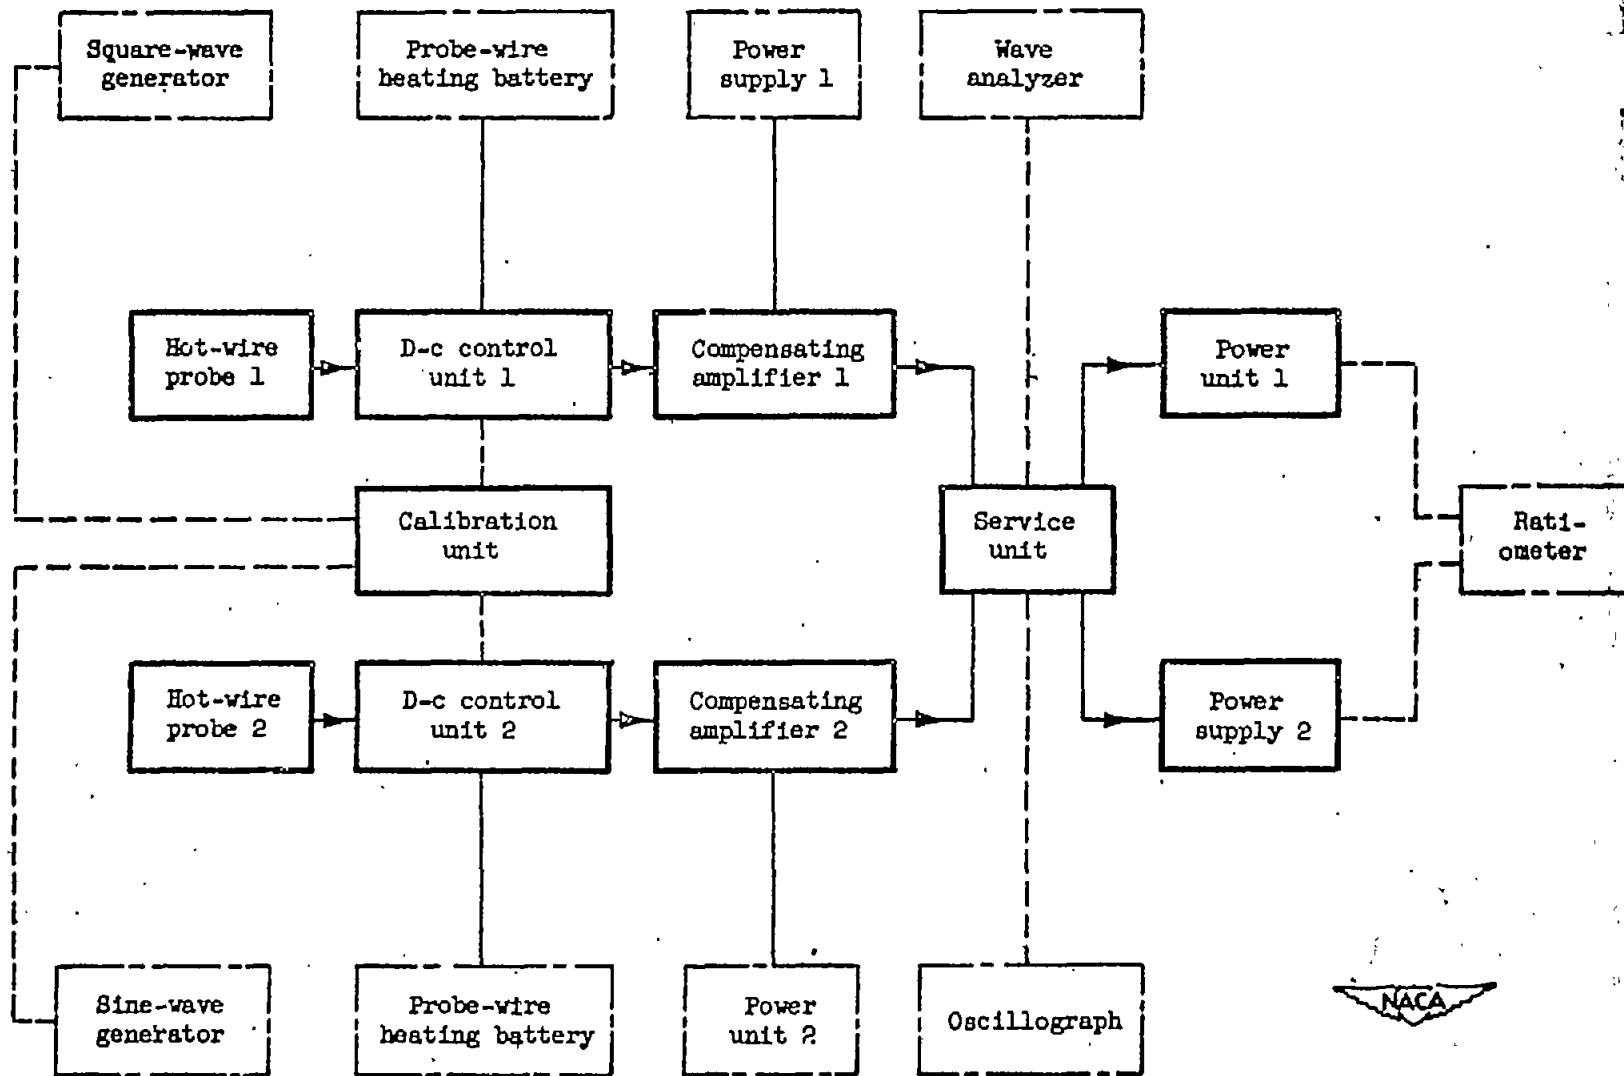 Square-wave
generator
Probe-wire
heating battery
Power
supply 1
Wave
analyzer
Hot-wire
probe 1
D-c control
unit 1
Compensating
amplifier 1
Power
unit 1
Calibration
unit
Service
unit
Rati-
ometer
Hot-wire
probe 2
D-c control
unit 2
Compensating
amplifier 2
Power
supply 2
Sine-wave
generator
Probe-wire
heating battery
Power
unit 2
Oscillograph
NACA